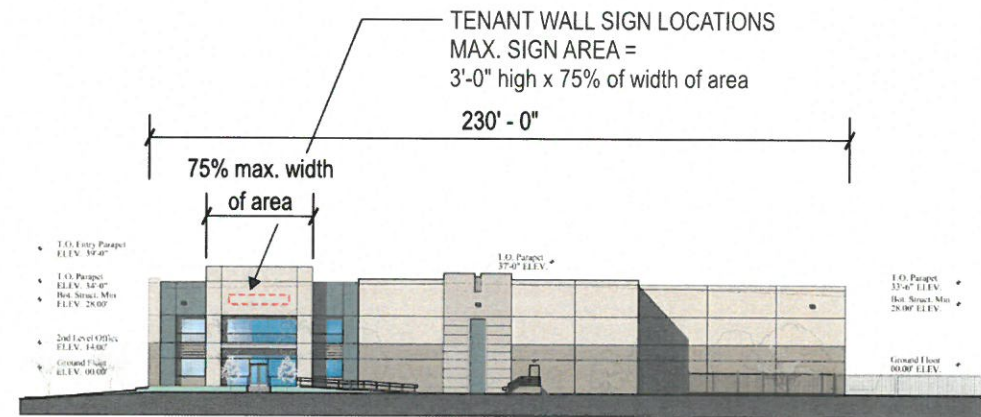 TENANT WALL SIGN LOCATIONS
MAX. SIGN AREA =
3'-0" high x 75% of width of area
230' - 0"
75% max. width
of area
T.O. Entry Parapet
ELEV. 39'-0"
T.O. Parapet
ELEV. 34'-0"
Bot. Struct. Min
ELEV. 28.00'
2nd Level Office
ELEV. 14.00'
Ground Floor
ELEV. 00.00'
T.O. Parapet
37'-0" ELEV.
T.O. Parapet
33'-6" ELEV.
Bot. Struct. Min
28.00' ELEV.
Ground Floor
00.00' ELEV.